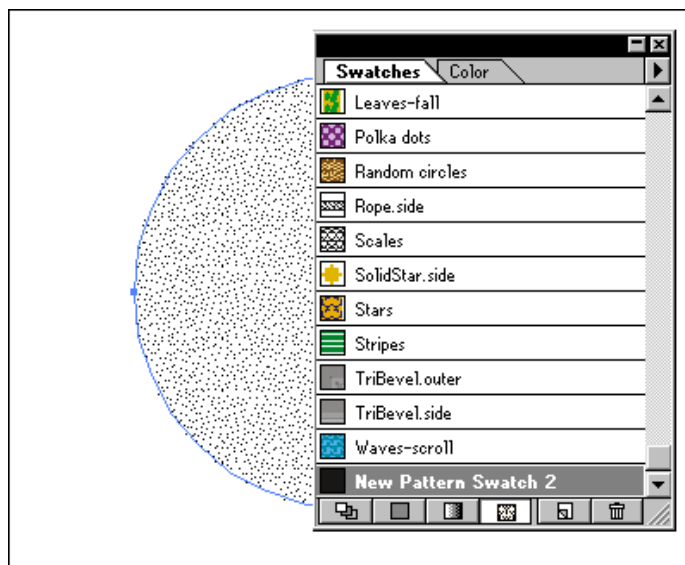 Swatches Color
Leaves-fall
Polka dots
Random circles
Rope.side
Scales
SolidStar.side
Stars
Stripes
TriBevel.outer
TriBevel.side
Waves-scroll
New Pattern Swatch 2